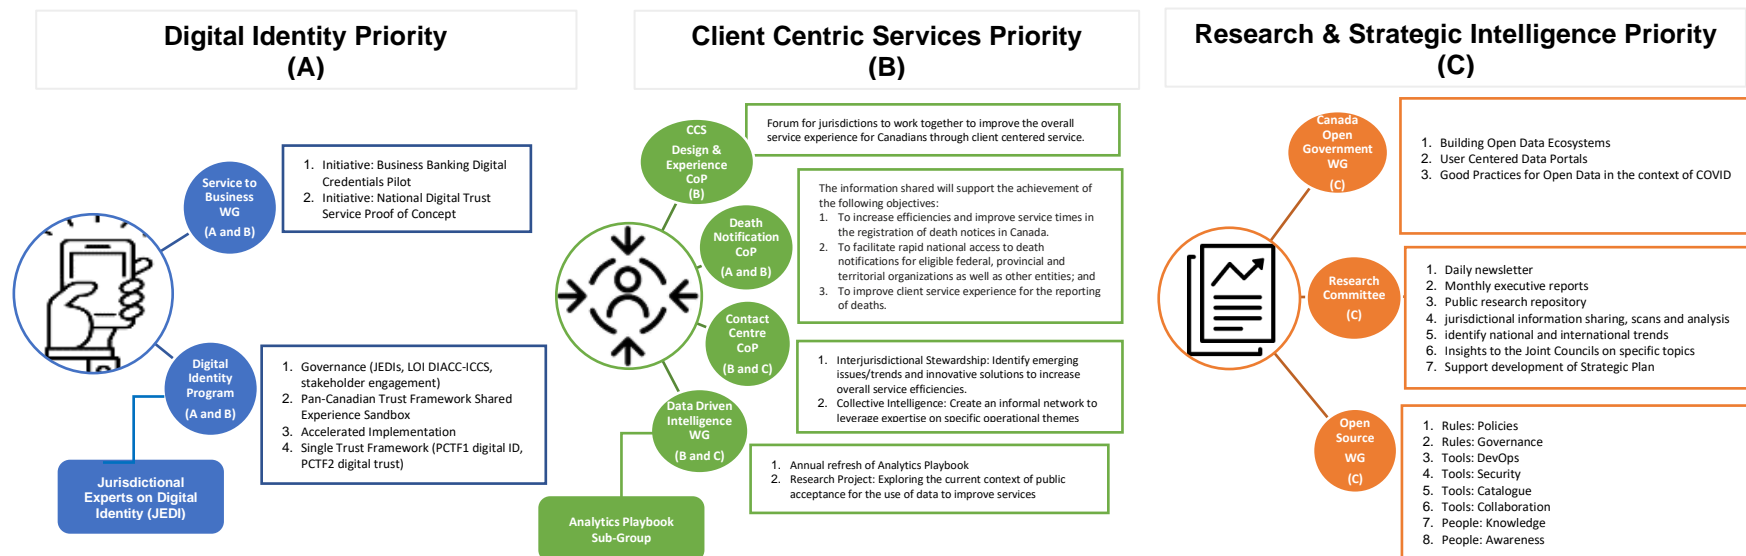 Digital Identity Priority
(A)
Service to
Business
WG
(A and B)
1. Initiative: Business Banking Digital
Credentials Pilot
2. Initiative: National Digital Trust
Service Proof of Concept
Digital
Identity
Program
(A and B)
1. Governance (JEDIs, LOI DIACC-ICCS,
stakeholder engagement)
2. Pan-Canadian Trust Framework Shared
Experience Sandbox
3. Accelerated Implementation
4. Single Trust Framework (PCTF1 digital ID,
PCTF2 digital trust)
Jurisdictional
Experts on Digital
Identity (JEDI)
Client Centric Services Priority
(B)
CCS
Design &
Experience
CoP
(B)
Forum for jurisdictions to work together to improve the overall
service experience for Canadians through client centered service.
Death
Notification
CoP
(A and B)
The information shared will support the achievement of
the following objectives:
1. To increase efficiencies and improve service times in
the registration of death notices in Canada.
2. To facilitate rapid national access to death
notifications for eligible federal, provincial and
territorial organizations as well as other entities; and
3. To improve client service experience for the reporting
of deaths.
Contact
Centre
CoP
(B and C)
1. Interjurisdictional Stewardship: Identify emerging
issues/trends and innovative solutions to increase
overall service efficiencies.
2. Collective Intelligence: Create an informal network to
leverage expertise on specific operational themes
Data Driven
Intelligence
WG
(B and C)
1. Annual refresh of Analytics Playbook
2. Research Project: Exploring the current context of public
acceptance for the use of data to improve services
Analytics Playbook
Sub-Group
Research & Strategic Intelligence Priority
(C)
Canada
Open
Government
WG
(C)
1. Building Open Data Ecosystems
2. User Centered Data Portals
3. Good Practices for Open Data in the context of COVID
Research
Committee
(C)
1. Daily newsletter
2. Monthly executive reports
3. Public research repository
4. jurisdictional information sharing, scans and analysis
5. identify national and international trends
6. Insights to the Joint Councils on specific topics
7. Support development of Strategic Plan
Open
Source
WG
(C)
1. Rules: Policies
2. Rules: Governance
3. Tools: DevOps
4. Tools: Security
5. Tools: Catalogue
6. Tools: Collaboration
7. People: Knowledge
8. People: Awareness